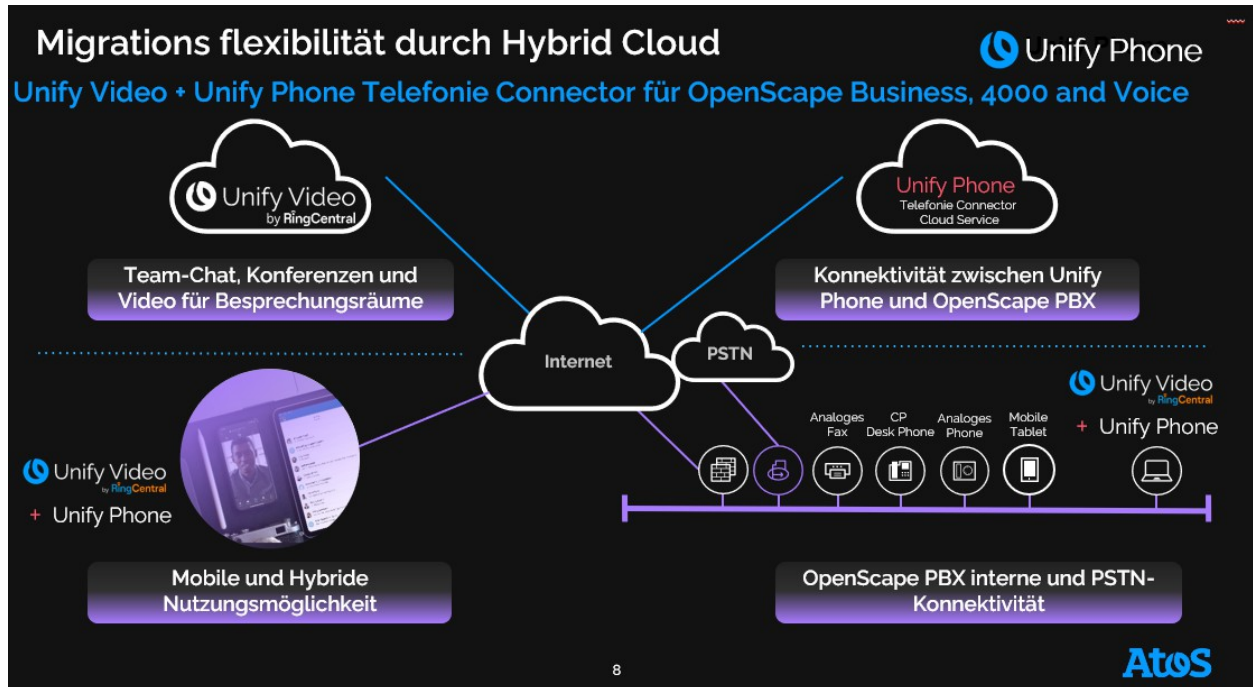 Migrations flexibilität durch Hybrid Cloud
Unify Phone
Unify Video + Unify Phone Telefonie Connector für OpenScape Business, 4000 and Voice
Unify Video
by RingCentral
Unify Phone
Telefonie Connector
Cloud Service
Team-Chat, Konferenzen und
Video für Besprechungsräume
Konnektivität zwischen Unify
Phone und OpenScape PBX
Internet
PSTN
Unify Video
by RingCentral
+ Unify Phone
Analoges
Fax
CP
Desk Phone
Analoges
Phone
Mobile
Tablet
Unify Video
by RingCentral
+ Unify Phone
Mobile und Hybride
Nutzungsmöglichkeit
OpenScape PBX interne und PSTN-
Konnektivität
8
Atos